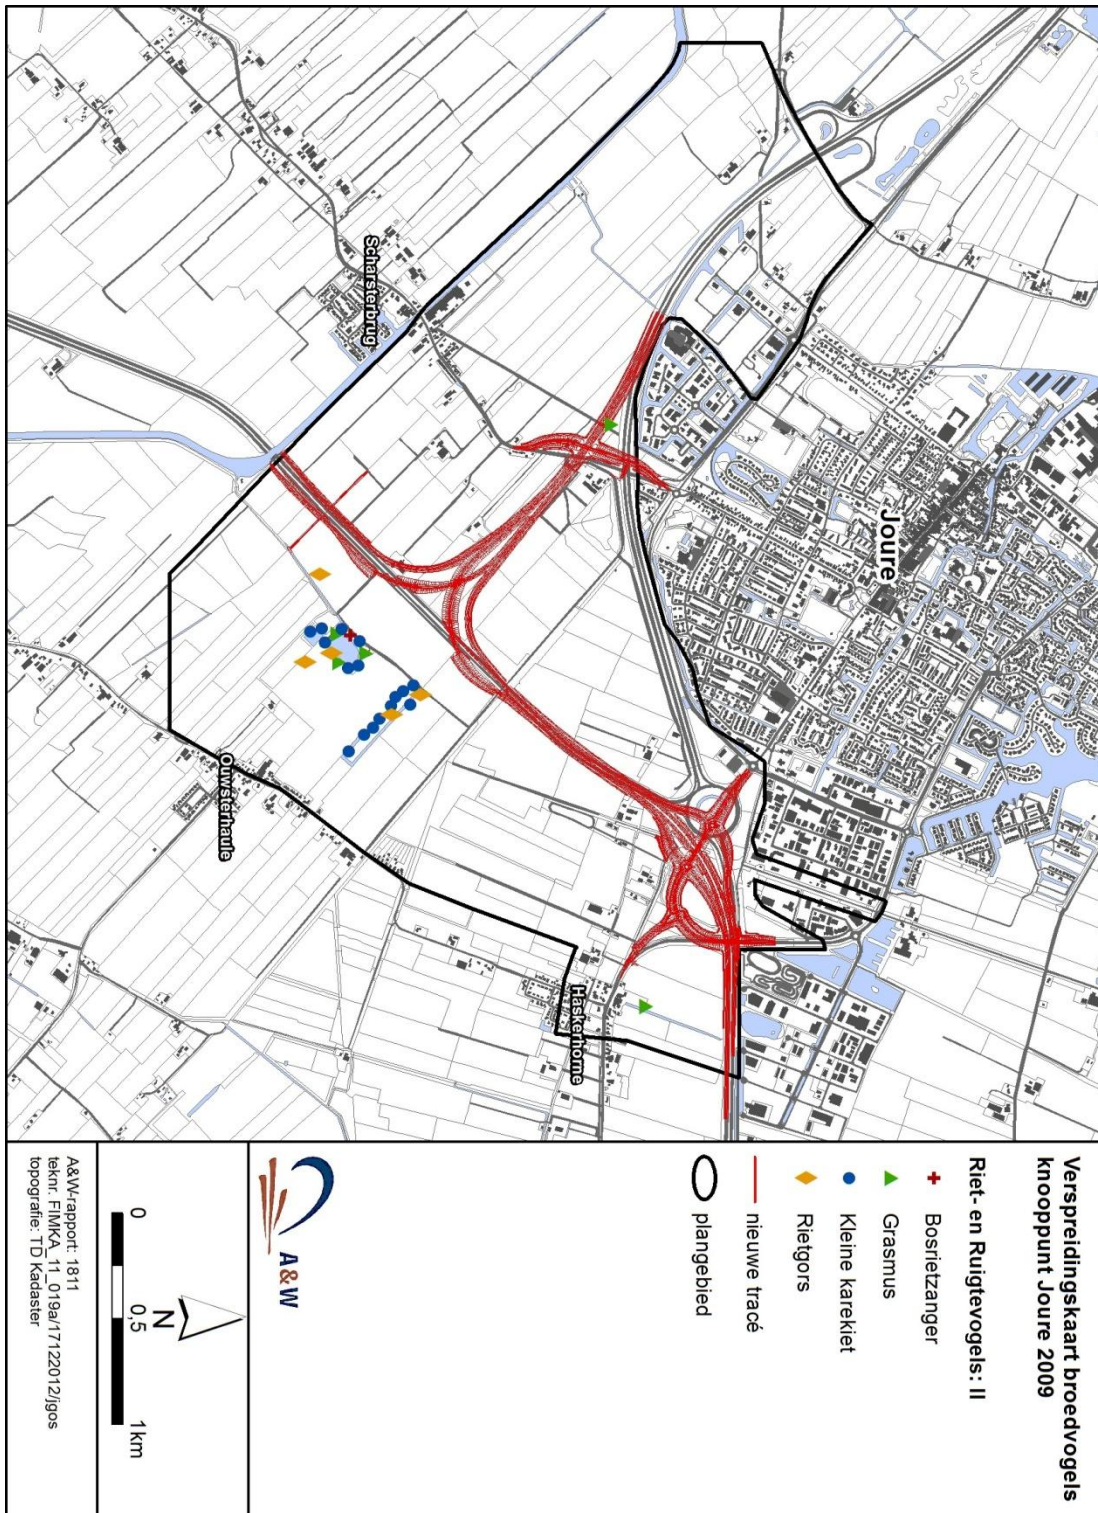 Joure
Scharsterbrug
Ouwsterhaule
Haskerhorne
Verspreidingskaart broedvogels
knooppunt Joure 2009
Riet- en Ruigtevogels: II
Bosrietzanger
Grasmus
Kleine karekiet
Rietgors
nieuwe tracé
plangebied
A&W
N
0 0,5 1km
A&W-rapport: 1811
teknr. FIMKA_11_019a/17122012/jgos
topografie: TD Kadaster